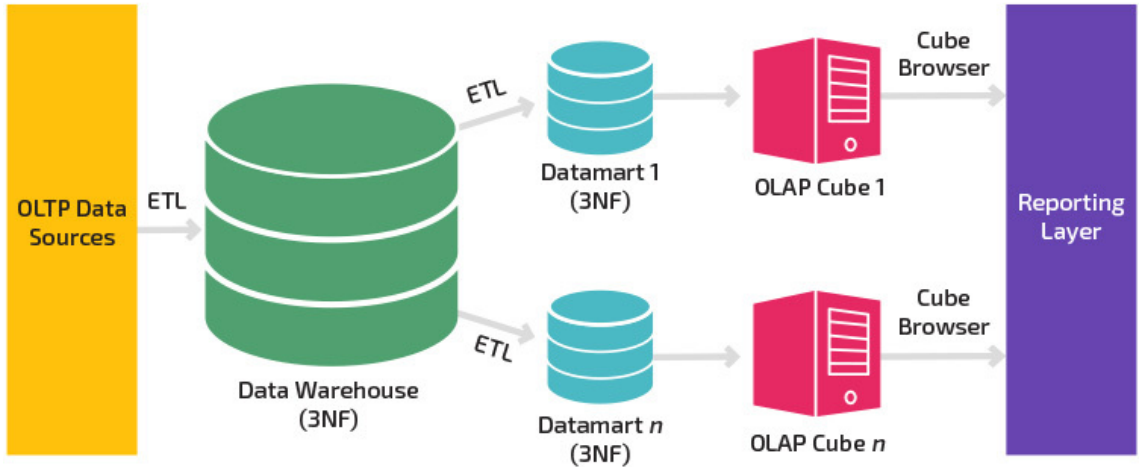 OLTP Data
Sources
ETL
Data Warehouse
(3NF)
ETL
Datamart 1
(3NF)
OLAP Cube 1
Cube
Browser
ETL
Datamart n
(3NF)
OLAP Cube n
Cube
Browser
Reporting
Layer